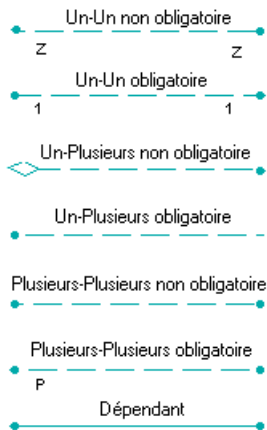 Un-Un non obligatoire
Z Z
Un-Un obligatoire
1 1
Un-Plusieurs non obligatoire
Un-Plusieurs obligatoire
Plusieurs-Plusieurs non obligatoire
Plusieurs-Plusieurs obligatoire
P
Dépendant